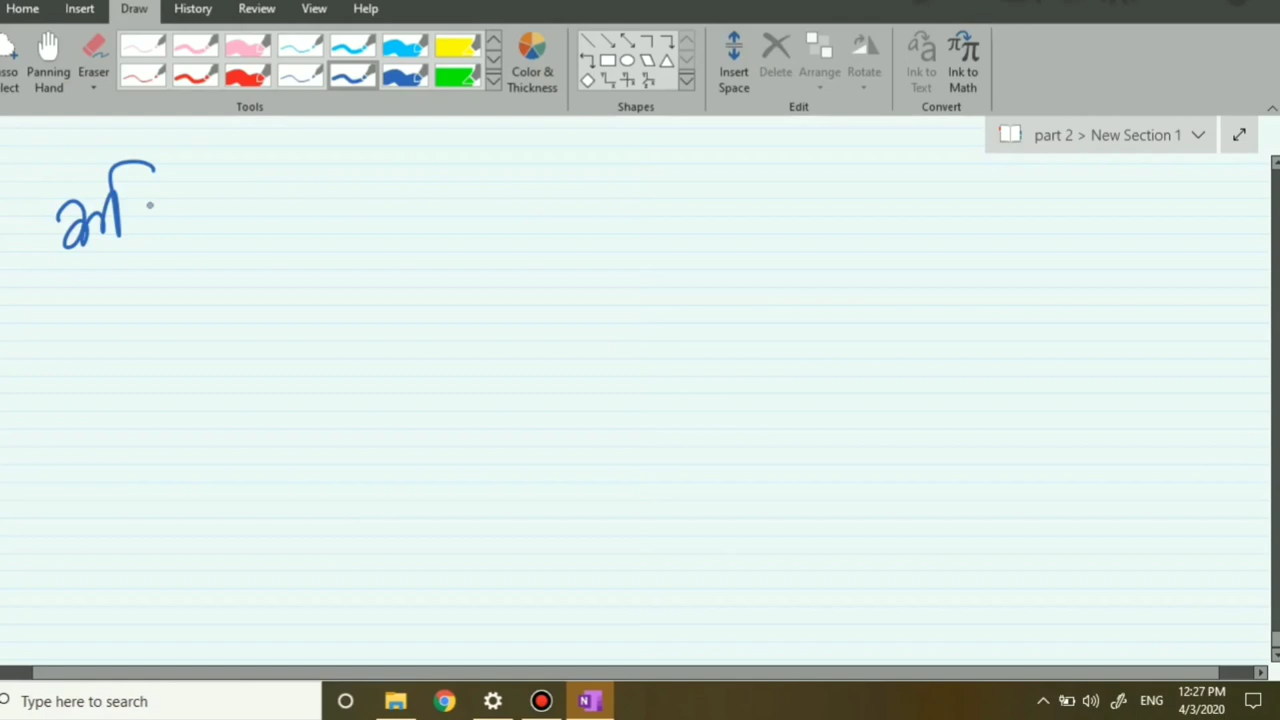 Home Insert Draw History Review View Help
Panning Hand Eraser Color & Thickness Insert Space Delete Arrange Rotate Ink to Text Ink to Math
Tools Shapes Edit Convert
part 2 > New Section 1
Type here to search ENG 12:27 PM
4/3/2020